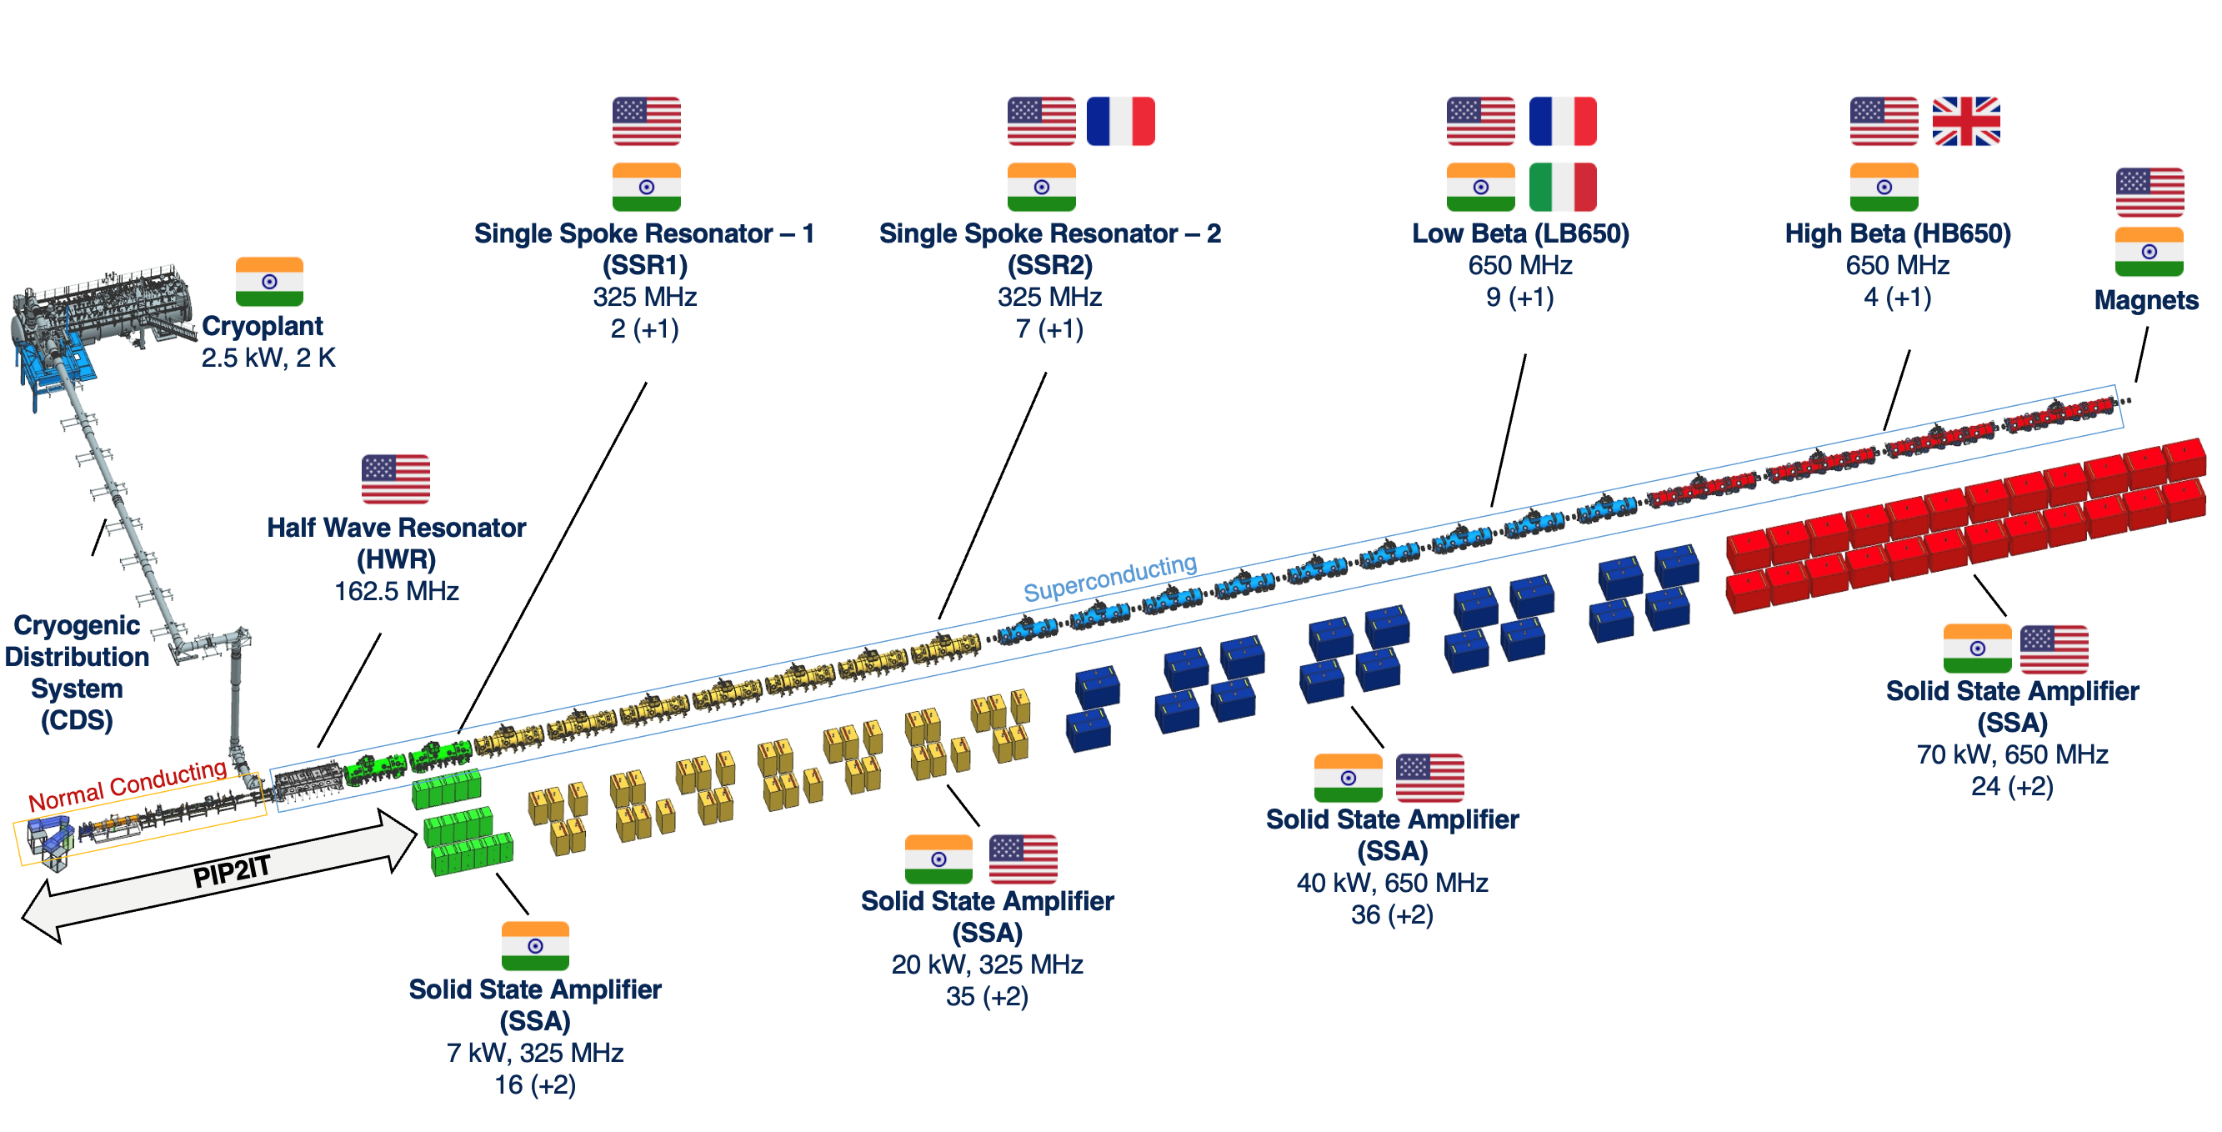 Single Spoke Resonator – 1
(SSR1)
325 MHz
2 (+1)
Single Spoke Resonator – 2
(SSR2)
325 MHz
7 (+1)
Low Beta (LB650)
650 MHz
9 (+1)
High Beta (HB650)
650 MHz
4 (+1)
Magnets
Cryoplant
2.5 kW, 2 K
Half Wave Resonator
(HWR)
162.5 MHz
Cryogenic
Distribution
System
(CDS)
Superconducting
Normal Conducting
PIP2IT
Solid State Amplifier
(SSA)
7 kW, 325 MHz
16 (+2)
Solid State Amplifier
(SSA)
20 kW, 325 MHz
35 (+2)
Solid State Amplifier
(SSA)
40 kW, 650 MHz
36 (+2)
Solid State Amplifier
(SSA)
70 kW, 650 MHz
24 (+2)